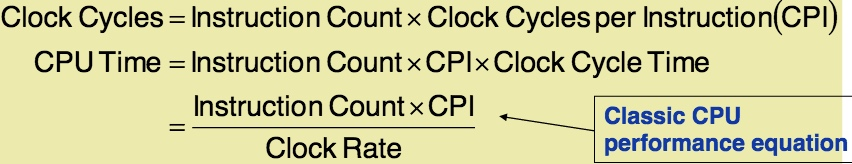 Clock Cycles = Instruction Count × Clock Cycles per Instruction(CPI)
CPU Time = Instruction Count × CPI × Clock Cycle Time
= Instruction Count × CPI
Clock Rate
Classic CPU
performance equation